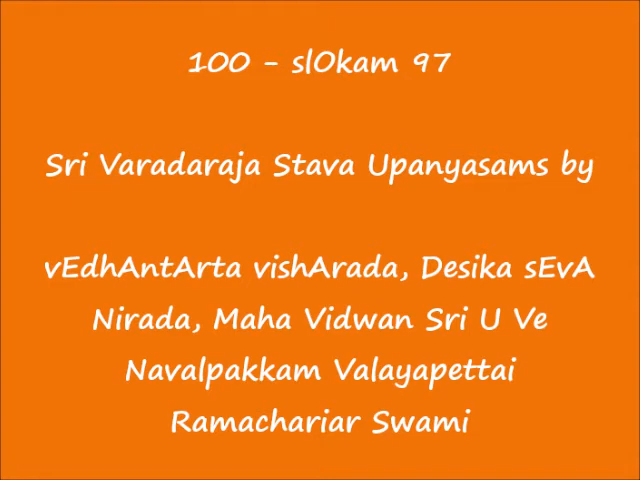 100 - slOkam 97
Sri Varadaraja Stava Upanyasams by
vEdhAntArta vishArada, Desika sEvA
Nirada, Maha Vidwan Sri U Ve
Navalpakkam Valayapettai
Ramachariar Swami